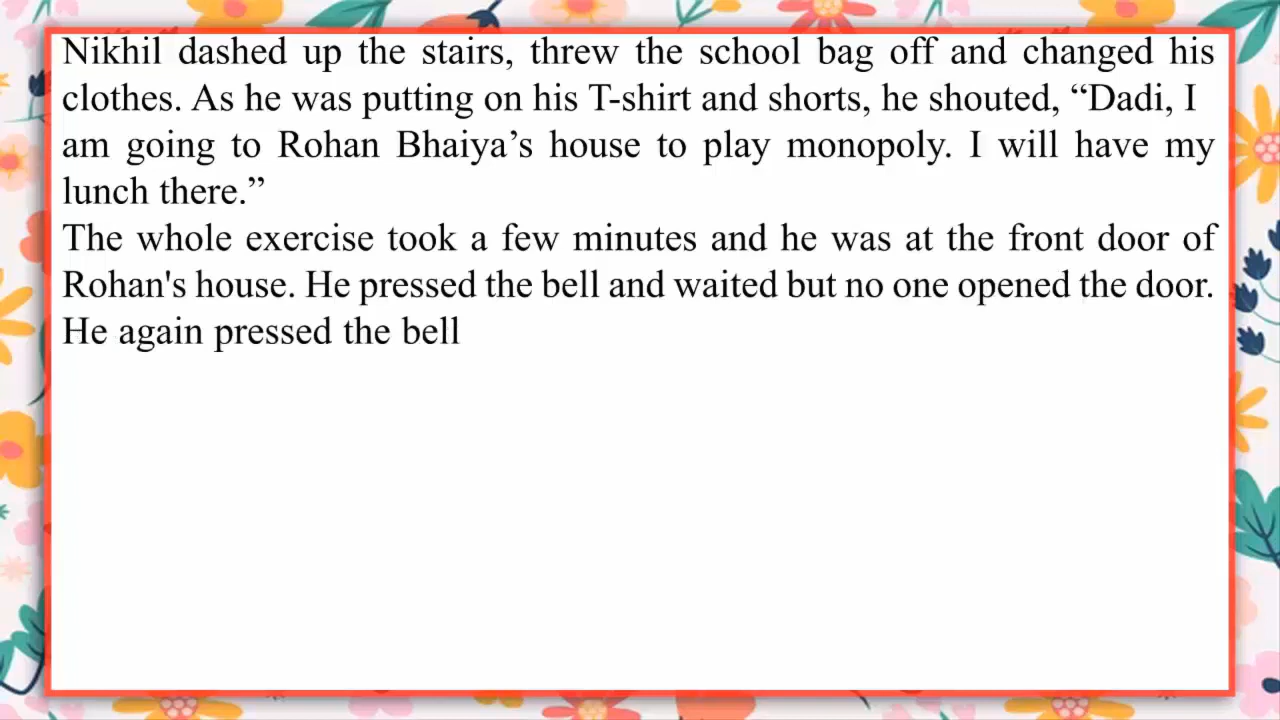 Nikhil dashed up the stairs, threw the school bag off and changed his
clothes. As he was putting on his T-shirt and shorts, he shouted, “Dadi, I
am going to Rohan Bhaiya’s house to play monopoly. I will have my
lunch there.”
The whole exercise took a few minutes and he was at the front door of
Rohan's house. He pressed the bell and waited but no one opened the door.
He again pressed the bell